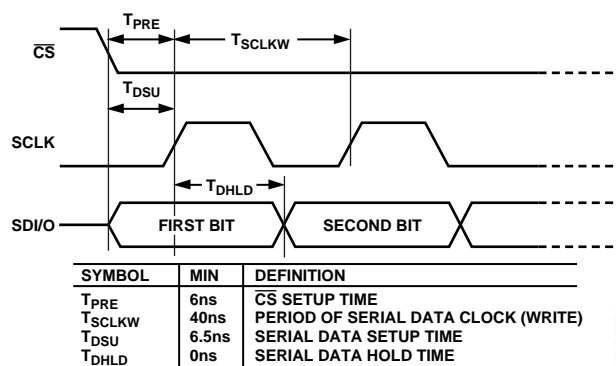 T_PRE
T_SCLKW
C̅S̅
T_DSU
SCLK
T_DHLD
SDI/O
FIRST BIT
SECOND BIT
SYMBOL MIN DEFINITION
T_PRE 6ns C̅S̅ SETUP TIME
T_SCLKW 40ns PERIOD OF SERIAL DATA CLOCK (WRITE)
T_DSU 6.5ns SERIAL DATA SETUP TIME
T_DHLD 0ns SERIAL DATA HOLD TIME